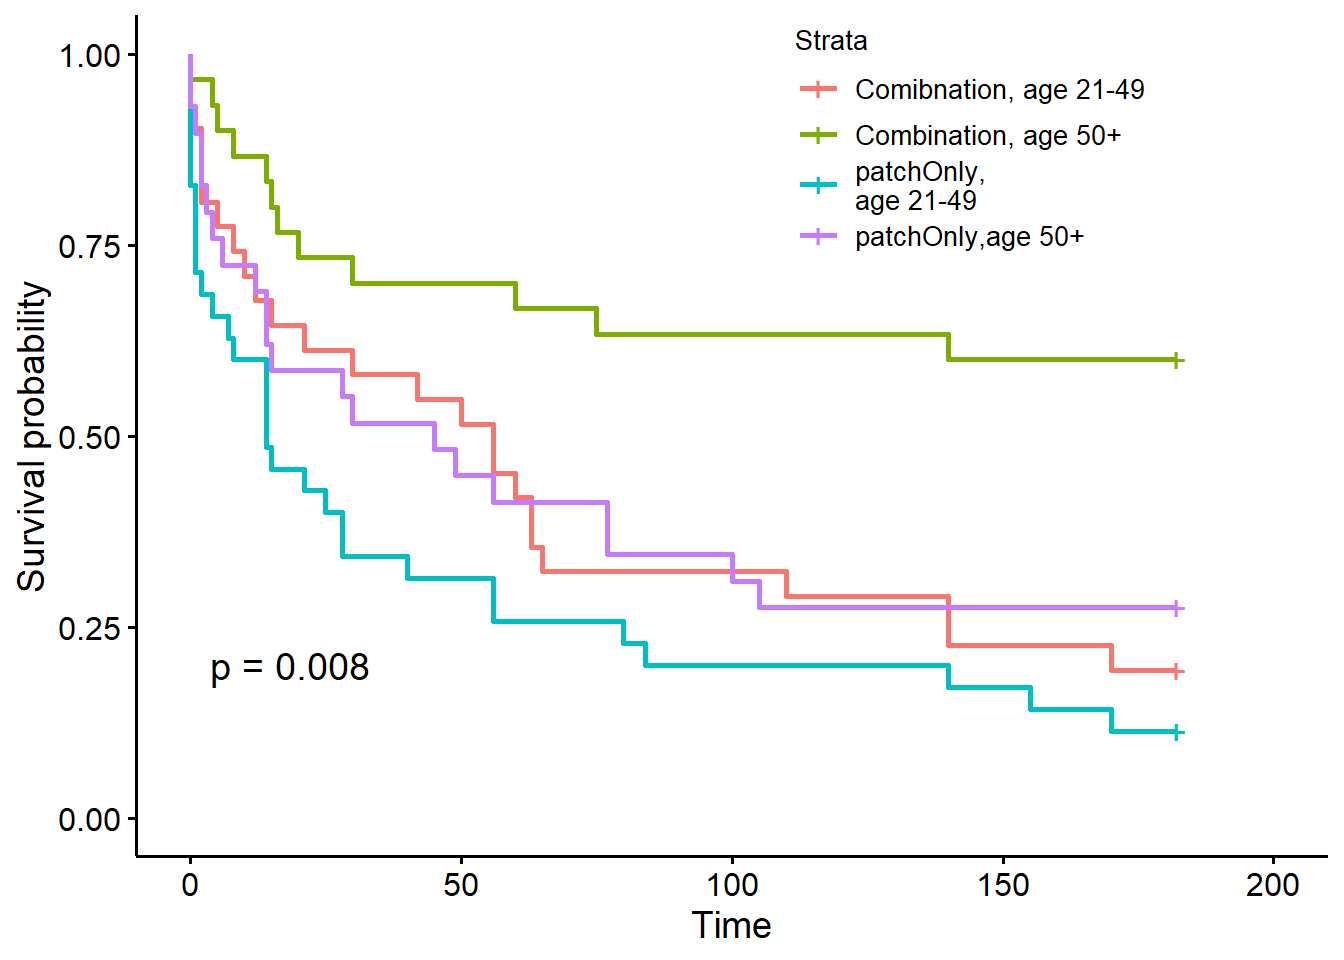 Strata
Comibnation, age 21-49
Combination, age 50+
patchOnly,
age 21-49
patchOnly,age 50+
Survival probability
1.00
0.75
0.50
0.25
0.00
p = 0.008
0 50 100 150 200
Time